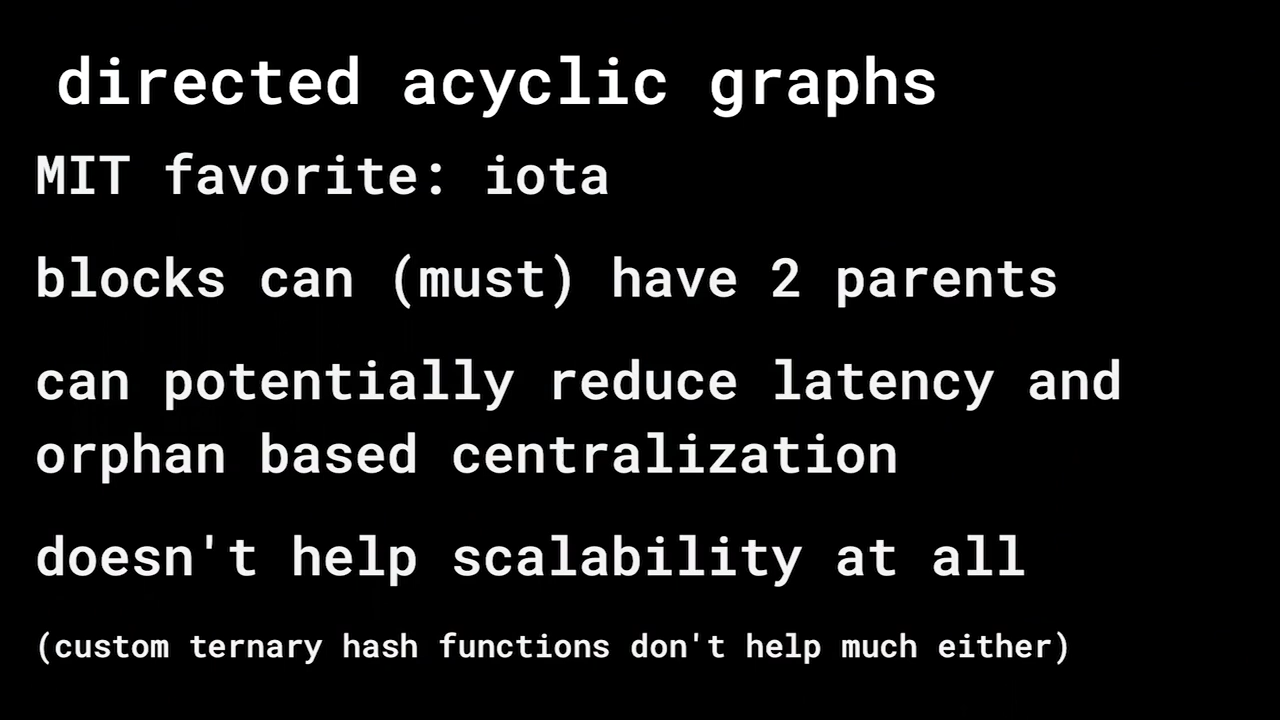 directed acyclic graphs
MIT favorite: iota
blocks can (must) have 2 parents
can potentially reduce latency and
orphan based centralization
doesn't help scalability at all
(custom ternary hash functions don't help much either)